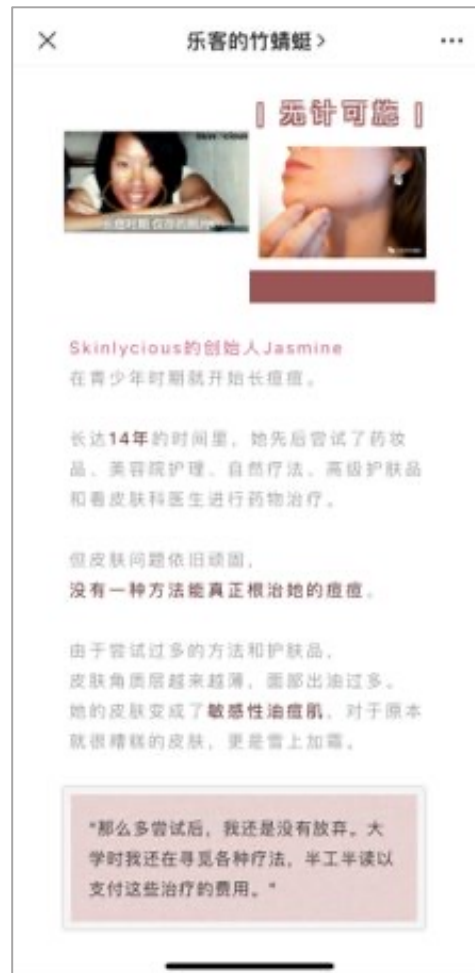 乐客的竹蜻蜓
无计可施
Skinlycious的创始人Jasmine
在青少年时期就开始长痘痘。
长达14年的时间里，她先后尝试了药妆
品、美容院护理、自然疗法、高级护肤品
和看皮肤科医生进行药物治疗。
但皮肤问题依旧顽固，
没有一种方法能真正根治她的痘痘。
由于尝试过多的方法和护肤品，
皮肤角质层越来越薄，面部出油过多。
她的皮肤变成了敏感性油痘肌，对于原本
就很糟糕的皮肤，更是雪上加霜。
"那么多尝试后，我还是没有放弃。大
学时我还在寻觅各种疗法，半工半读以
支付这些治疗的费用。"